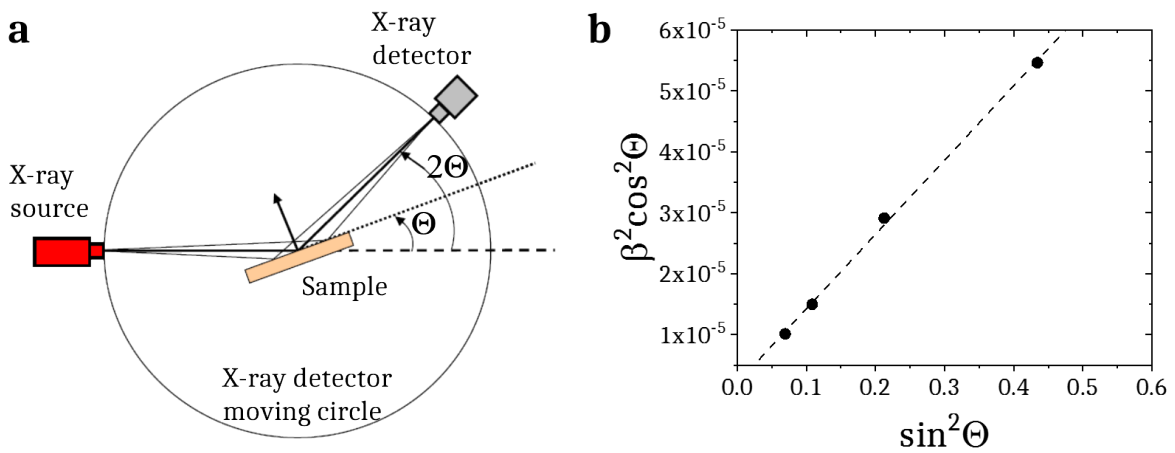 a
X-ray
detector
X-ray
source
2Θ
Θ
Sample
X-ray detector
moving circle
b
6x10⁻⁵
5x10⁻⁵
4x10⁻⁵
3x10⁻⁵
2x10⁻⁵
1x10⁻⁵
β²cos²Θ
0.0 0.1 0.2 0.3 0.4 0.5 0.6
sin²Θ